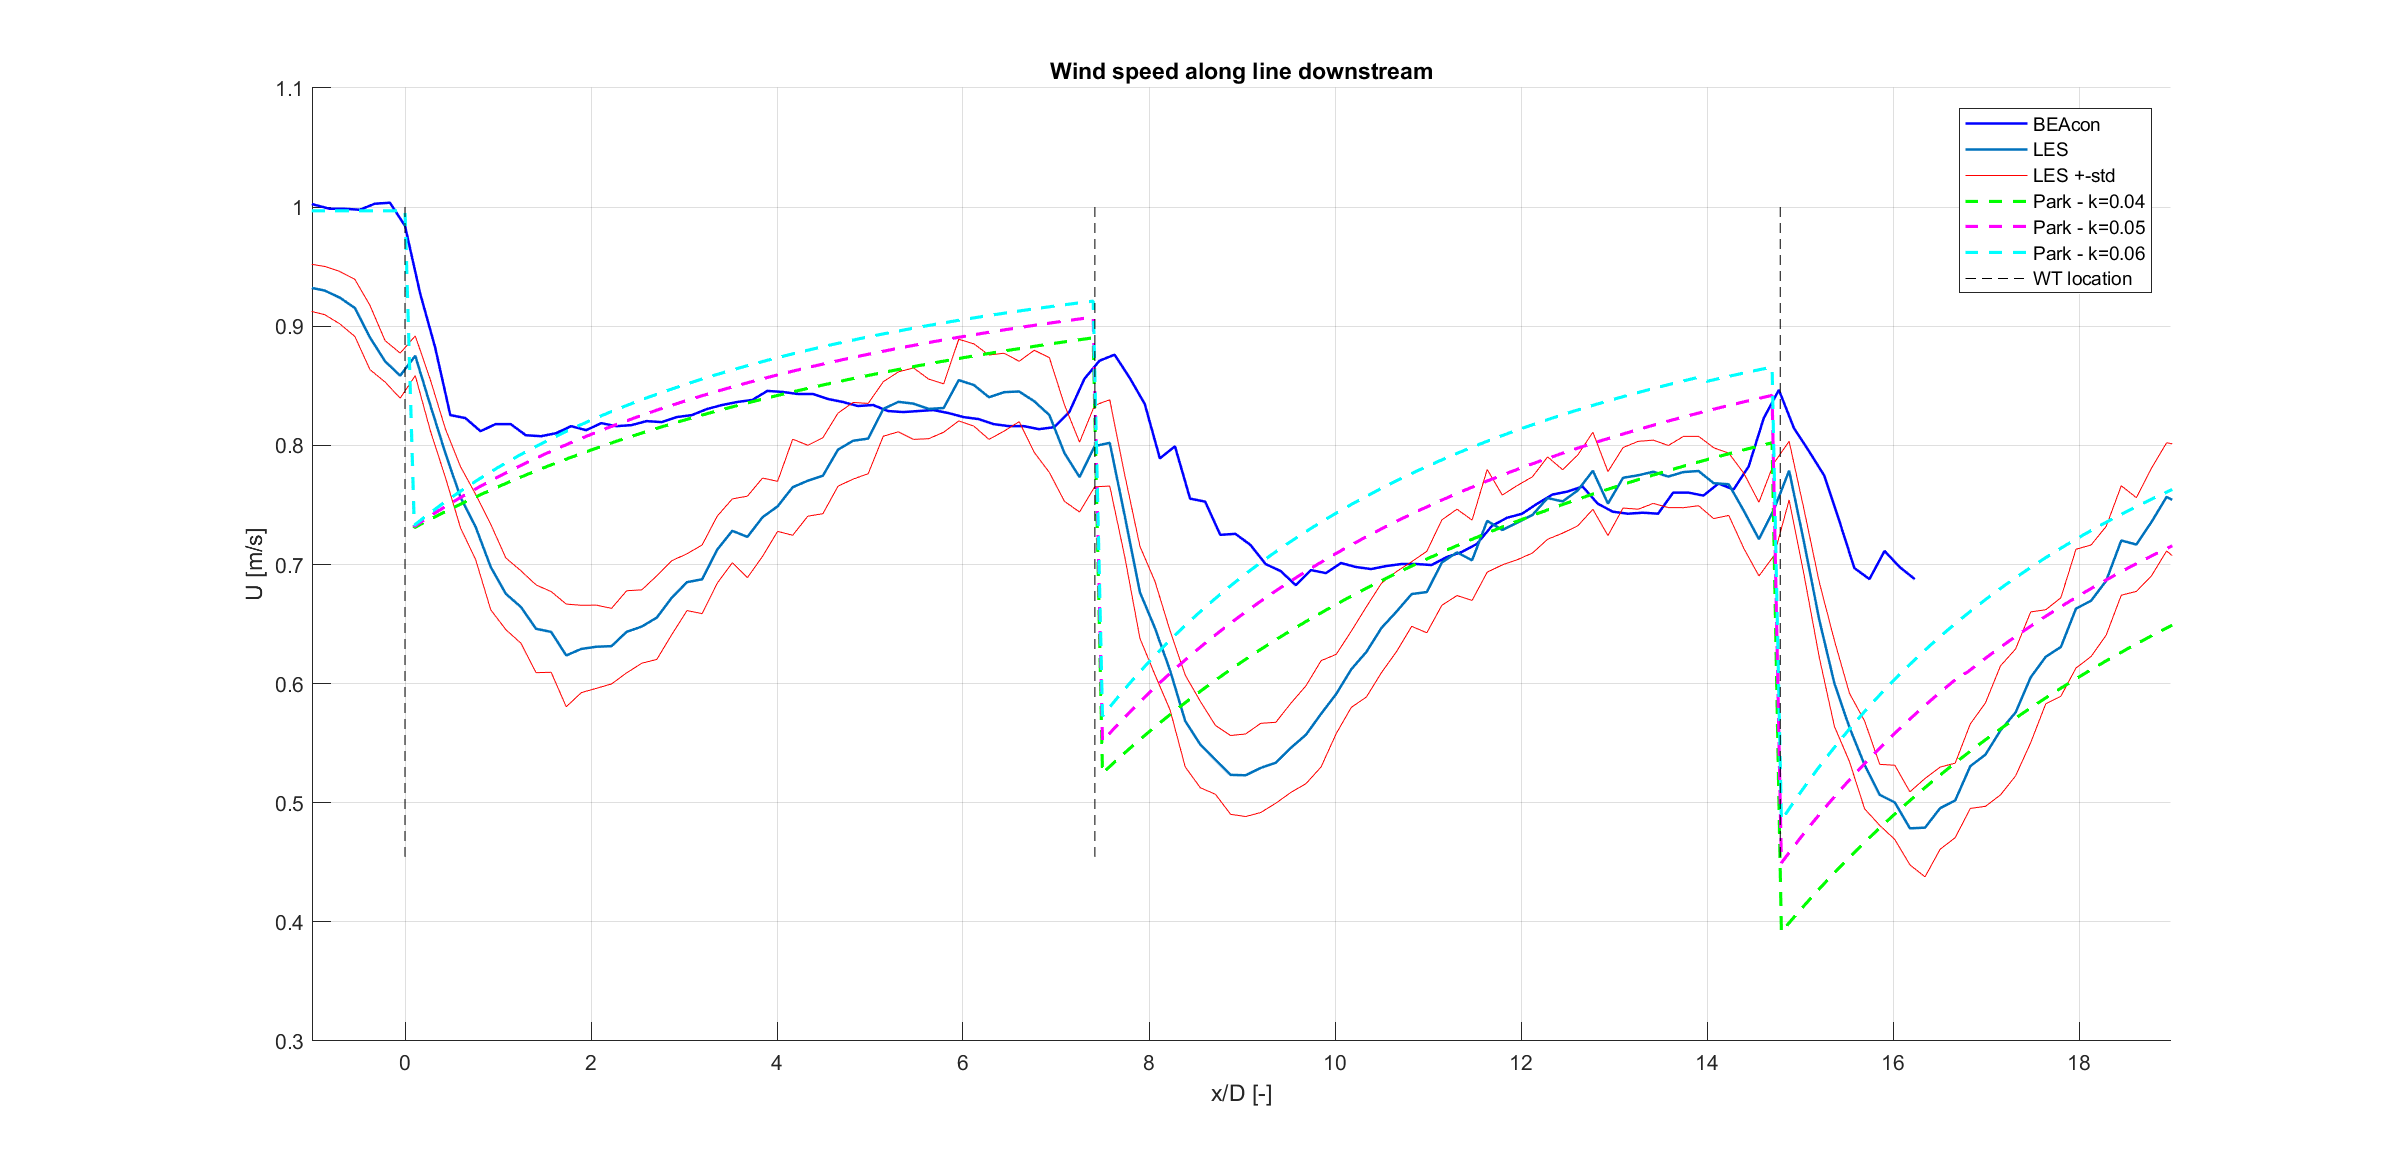 Wind speed along line downstream
1.1
1
0.9
0.8
0.7
0.6
0.5
0.4
0.3
U [m/s]
BEAcon
LES
LES +-std
Park - k=0.04
Park - k=0.05
Park - k=0.06
WT location
0 2 4 6 8 10 12 14 16 18
x/D [-]